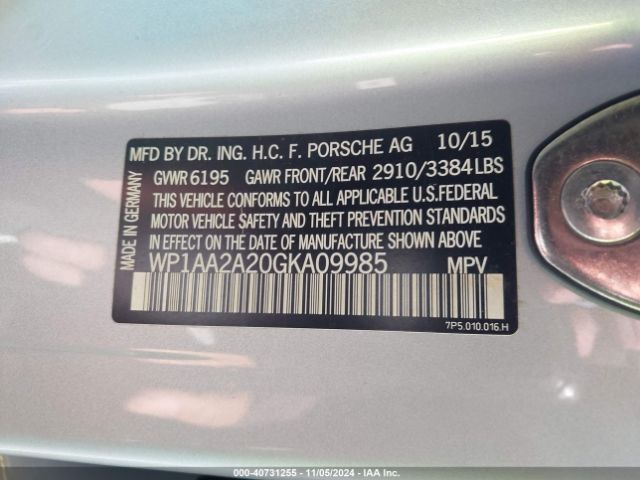 MFD BY DR. ING. H.C. F. PORSCHE AG 10/15
GVWR 6195 GAWR FRONT/REAR 2910/3384 LBS
THIS VEHICLE CONFORMS TO ALL APPLICABLE U.S.FEDERAL
MOTOR VEHICLE SAFETY AND THEFT PREVENTION STANDARDS
IN EFFECT ON THE DATE OF MANUFACTURE SHOWN ABOVE.
WP1AA2A20GKA09985 MPV
MADE IN GERMANY
7P5.010.016.H
000-40731255 - 11/05/2024 - IAA Inc.